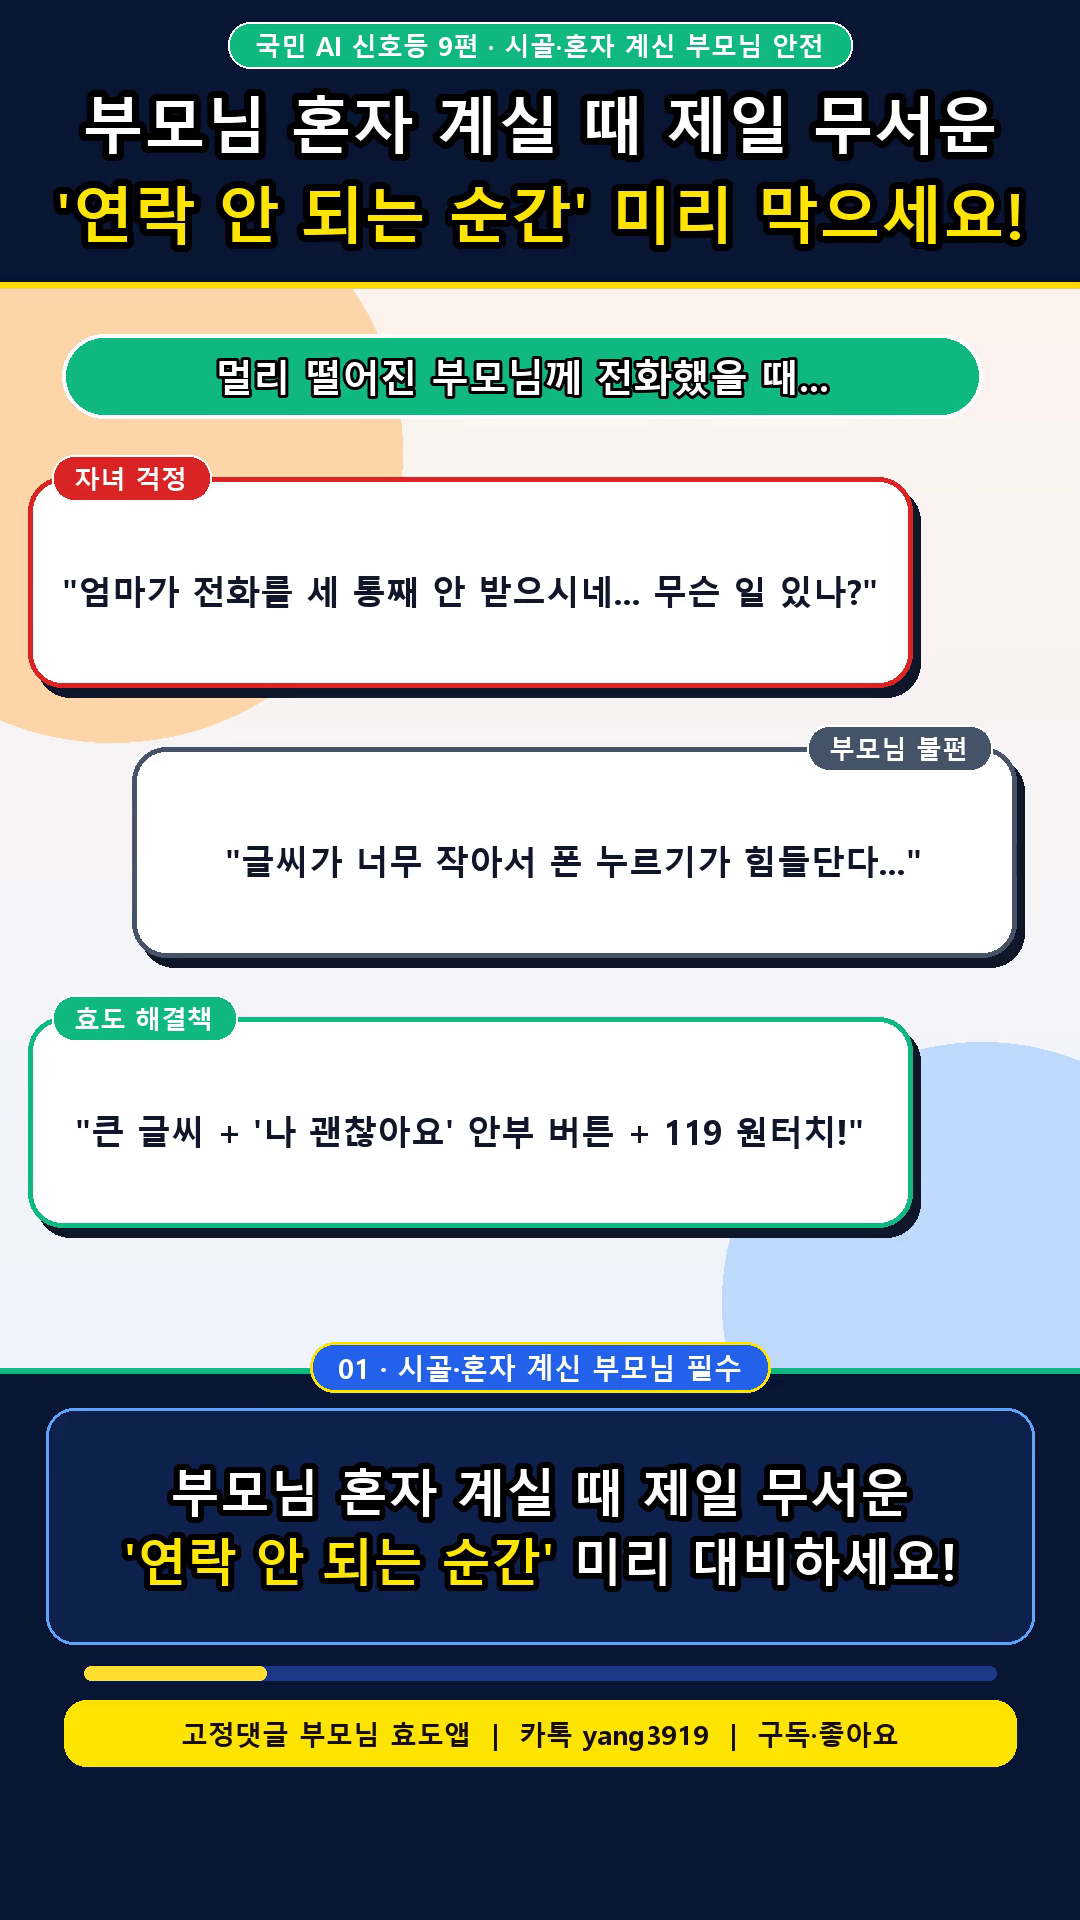 국민 AI 신호등 9편 · 시골·혼자 계신 부모님 안전
부모님 혼자 계실 때 제일 무서운
'연락 안 되는 순간' 미리 막으세요!
멀리 떨어진 부모님께 전화했을 때...
자녀 걱정
"엄마가 전화를 세 통째 안 받으시네... 무슨 일 있나?"
부모님 불편
"글씨가 너무 작아서 폰 누르기가 힘들단다..."
효도 해결책
"큰 글씨 + '나 괜찮아요' 안부 버튼 + 119 원터치!"
01 · 시골·혼자 계신 부모님 필수
부모님 혼자 계실 때 제일 무서운
'연락 안 되는 순간' 미리 대비하세요!
고정댓글 부모님 효도앱 | 카톡 yang3919 | 구독·좋아요